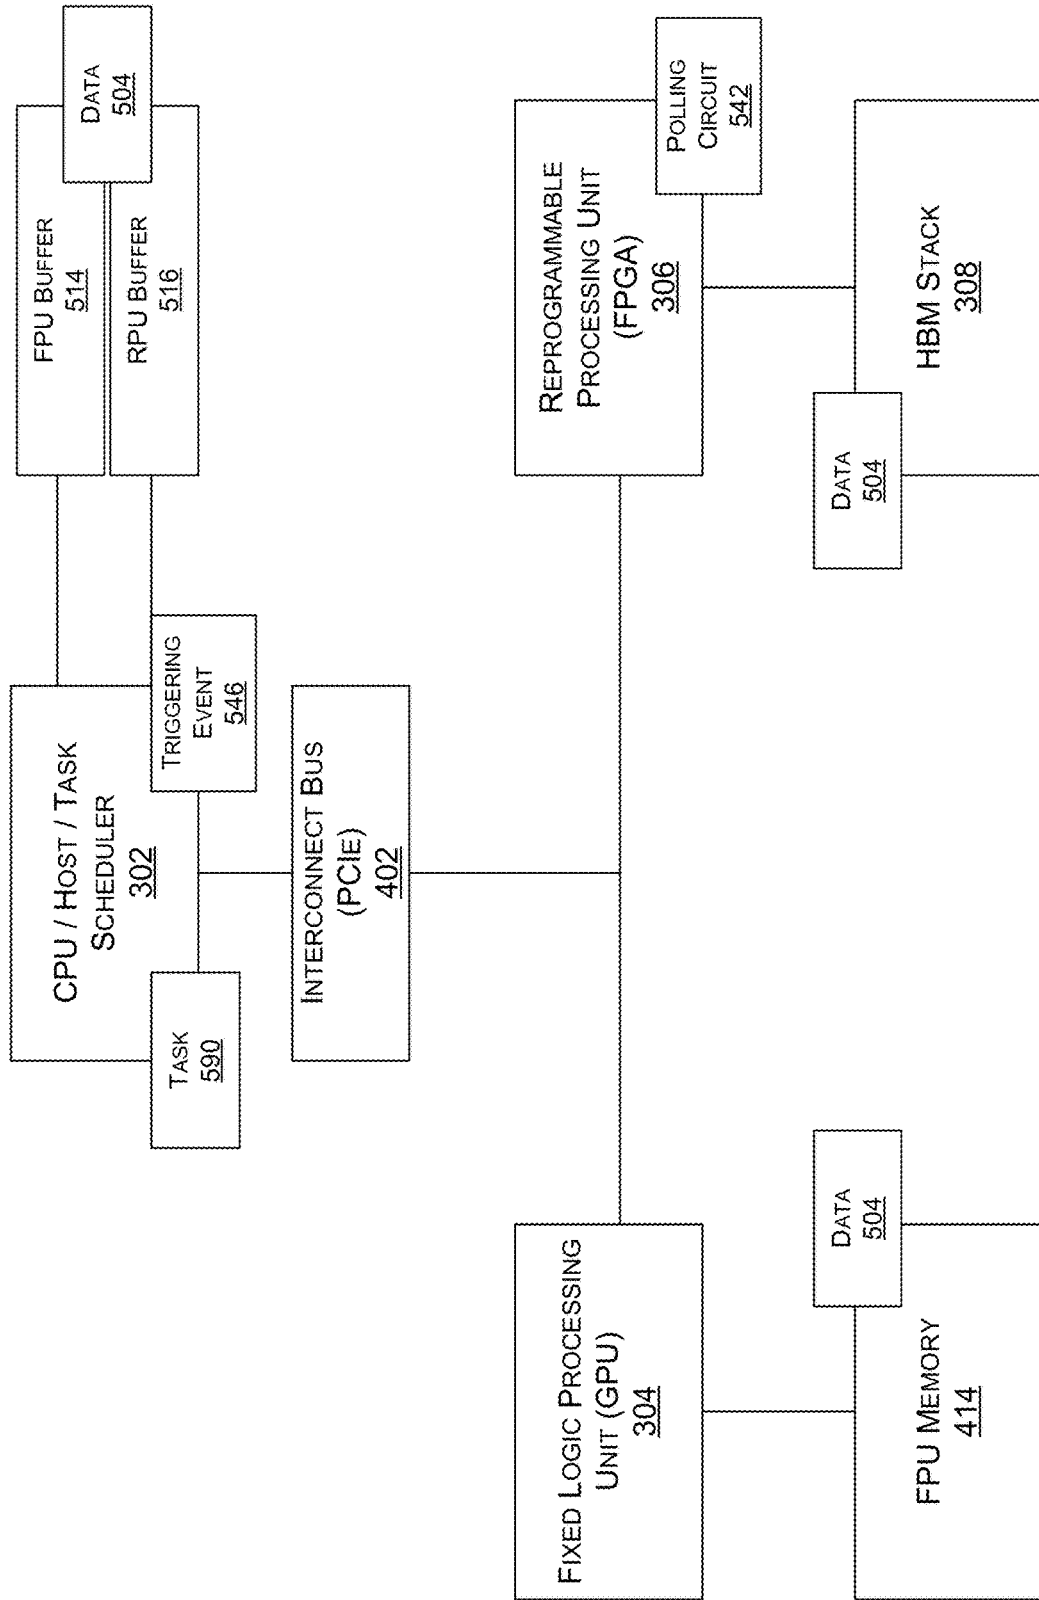 CPU / HOST / TASK
SCHEDULER
302
TASK
590
TRIGGERING
EVENT
546
FPU BUFFER
514
RPU BUFFER
516
DATA
504
INTERCONNECT BUS
(PCIE)
402
FIXED LOGIC PROCESSING
UNIT (GPU)
304
REPROGRAMMABLE
PROCESSING UNIT
(FPGA)
306
POLLING
CIRCUIT
542
DATA
504
FPU MEMORY
414
DATA
504
HBM STACK
308